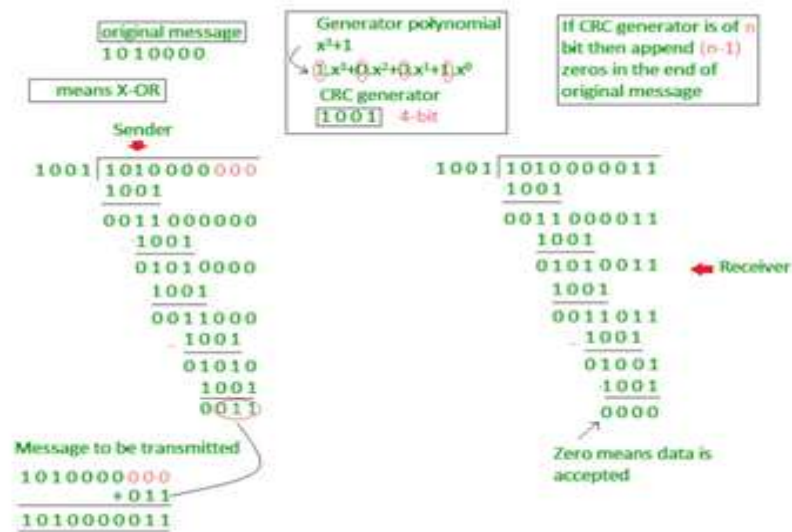 original message
1010000
means X-OR
Generator polynomial
x³+1
1.x³+0.x²+0.x¹+1.x⁰
CRC generator
1001 4-bit
If CRC generator is of n
bit then append (n-1)
zeros in the end of
original message
Sender
1001 1010000000
1001
0011000000
1001
01010000
1001
0011000
1001
01010
1001
0011
Message to be transmitted
1010000000
+011
1010000011
1001 1010000011
1001
0011000011
1001
01010011
1001
0011011
1001
01001
1001
0000
Receiver
Zero means data is
accepted